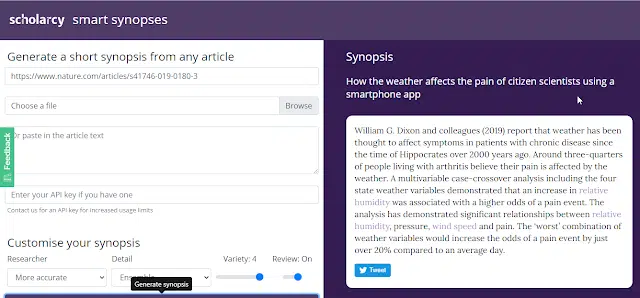 scholarcy smart synopses
Generate a short synopsis from any article
https://www.nature.com/articles/s41746-019-0180-3
Choose a file
Browse
Or paste in the article text
Feedback
Enter your API key if you have one
Contact us for an API key for increased usage limits
Customise your synopsis
Researcher
Detail
Variety: 4
Review: On
More accurate
Ensemble
Generate synopsis
Synopsis
How the weather affects the pain of citizen scientists using a
smartphone app
William G. Dixon and colleagues (2019) report that weather has been
thought to affect symptoms in patients with chronic disease since
the time of Hippocrates over 2000 years ago. Around three-quarters
of people living with arthritis believe their pain is affected by the
weather. A multivariable case-crossover analysis including the four
state weather variables demonstrated that an increase in relative
humidity was associated with a higher odds of a pain event. The
analysis has demonstrated significant relationships between relative
humidity, pressure, wind speed and pain. The ‘worst’ combination of
weather variables would increase the odds of a pain event by just
over 20% compared to an average day.
Tweet